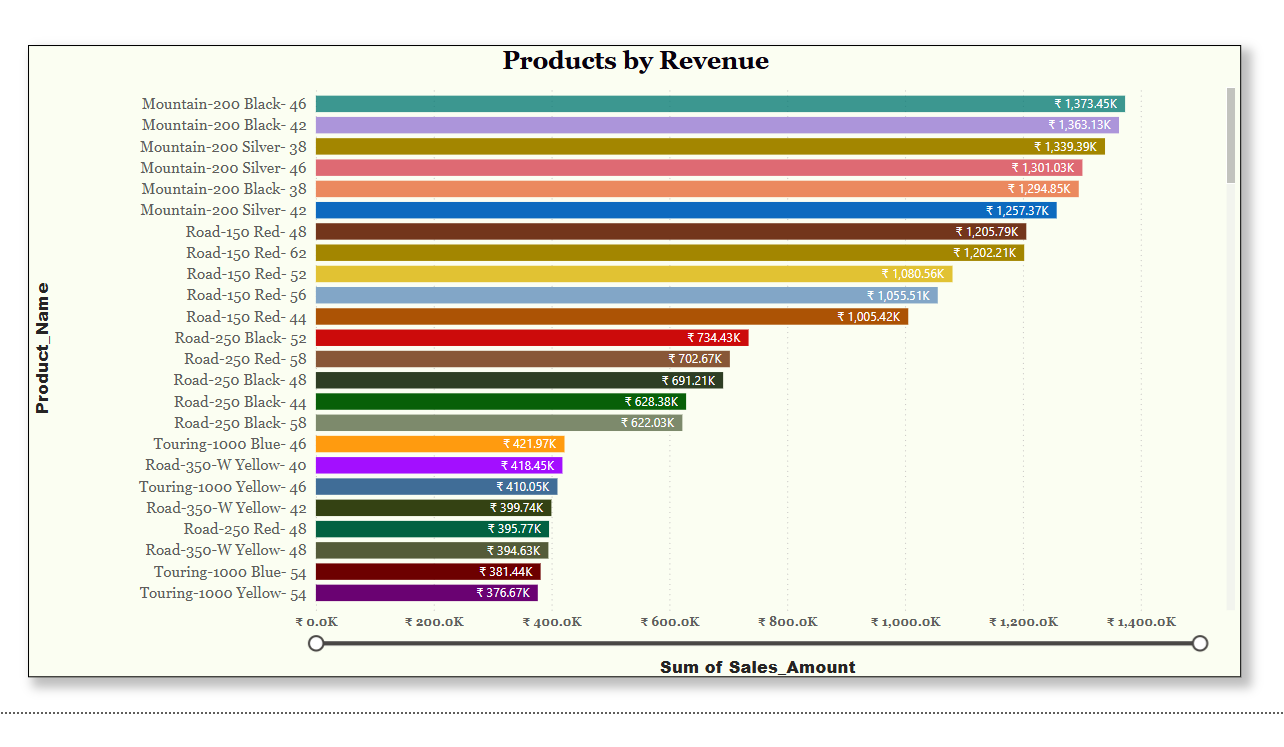 Products by Revenue
Product_Name
Mountain-200 Black- 46 ₹ 1,373.45K
Mountain-200 Black- 42 ₹ 1,363.13K
Mountain-200 Silver- 38 ₹ 1,339.39K
Mountain-200 Silver- 46 ₹ 1,301.03K
Mountain-200 Black- 38 ₹ 1,294.85K
Mountain-200 Silver- 42 ₹ 1,257.37K
Road-150 Red- 48 ₹ 1,205.79K
Road-150 Red- 62 ₹ 1,202.21K
Road-150 Red- 52 ₹ 1,080.56K
Road-150 Red- 56 ₹ 1,055.51K
Road-150 Red- 44 ₹ 1,005.42K
Road-250 Black- 52 ₹ 734.43K
Road-250 Red- 58 ₹ 702.67K
Road-250 Black- 48 ₹ 691.21K
Road-250 Black- 44 ₹ 628.38K
Road-250 Black- 58 ₹ 622.03K
Touring-1000 Blue- 46 ₹ 421.97K
Road-350-W Yellow- 40 ₹ 418.45K
Touring-1000 Yellow- 46 ₹ 410.05K
Road-350-W Yellow- 42 ₹ 399.74K
Road-250 Red- 48 ₹ 395.77K
Road-350-W Yellow- 48 ₹ 394.63K
Touring-1000 Blue- 54 ₹ 381.44K
Touring-1000 Yellow- 54 ₹ 376.67K
₹ 0.0K ₹ 200.0K ₹ 400.0K ₹ 600.0K ₹ 800.0K ₹ 1,000.0K ₹ 1,200.0K ₹ 1,400.0K
Sum of Sales_Amount